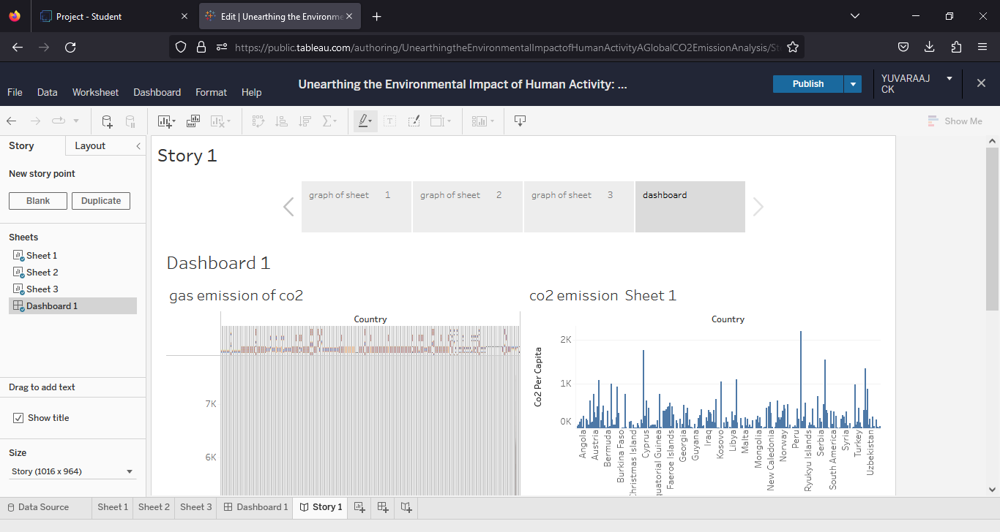 Project - Student
Edit | Unearthing the Environme
https://public.tableau.com/authoring/UnearthingtheEnvironmentalImpactofHumanActivityAGlobalCO2EmissionAnalysis/St
File Data Worksheet Dashboard Format Help
Unearthing the Environmental Impact of Human Activity: ...
Publish
YUVARAAJ
CK
Show Me
Story Layout
New story point
Blank Duplicate
Sheets
Sheet 1
Sheet 2
Sheet 3
Dashboard 1
Drag to add text
Show title
Size
Story (1016 x 964)
Story 1
graph of sheet 1
graph of sheet 2
graph of sheet 3
dashboard
Dashboard 1
gas emission of co2
Country
7K
6K
co2 emission Sheet 1
Country
Co2 Per Capita
2K
1K
0K
Angola
Austria
Bermuda
Burkina Faso
Christmas Island
Cyprus
quatorial Guinea
Faeroe Islands
Georgia
Guyana
Iraq
Kosovo
Libya
Malta
Mongolia
New Caledonia
Norway
Peru
Ryukyu Islands
Serbia
South America
Syria
Turkey
Uzbekistan
Data Source Sheet 1 Sheet 2 Sheet 3 Dashboard 1 Story 1